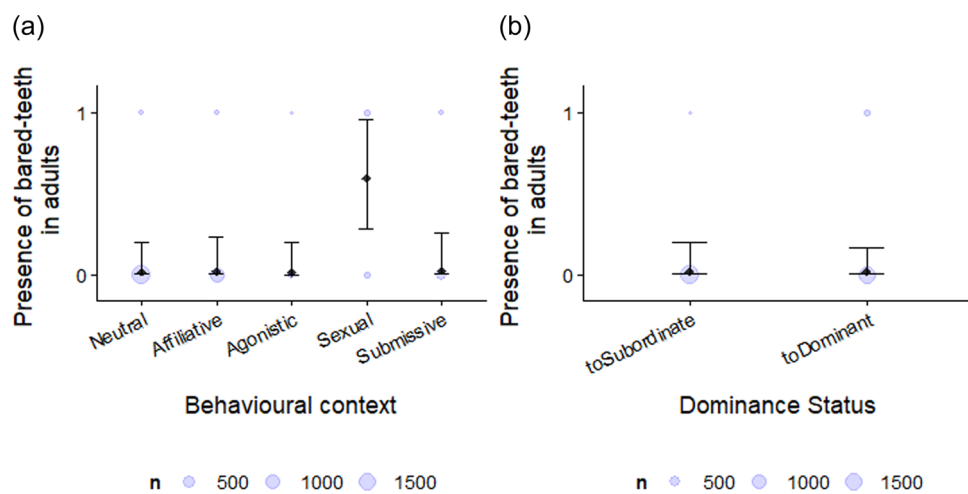 (a)
Presence of bared-teeth
in adults
1
0
Neutral
Affiliative
Agonistic
Sexual
Submissive
Behavioural context
n 500 1000 1500
(b)
Presence of bared-teeth
in adults
1
0
toSubordinate
toDominant
Dominance Status
n 500 1000 1500